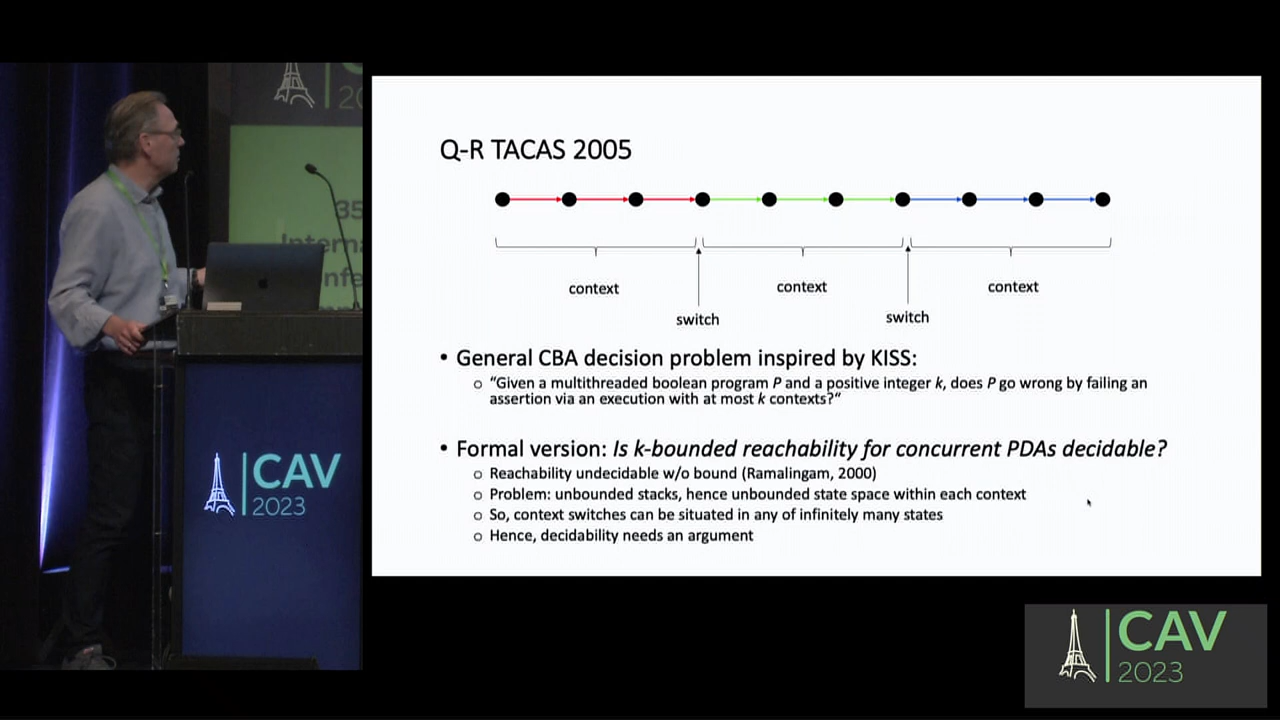 20
35
Interna
nfe
CAV
2023
Q-R TACAS 2005
context
context
context
switch
switch
• General CBA decision problem inspired by KISS:
o "Given a multithreaded boolean program P and a positive integer k, does P go wrong by failing an
assertion via an execution with at most k contexts?"
• Formal version: Is k-bounded reachability for concurrent PDAs decidable?
o Reachability undecidable w/o bound (Ramalingam, 2000)
o Problem: unbounded stacks, hence unbounded state space within each context
o So, context switches can be situated in any of infinitely many states
o Hence, decidability needs an argument
CAV
2023